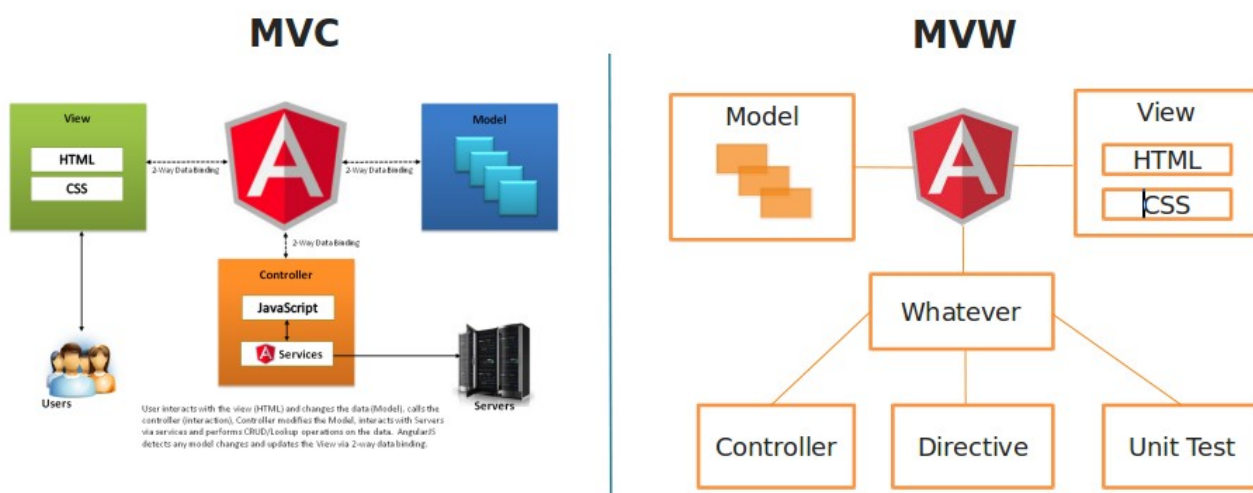 MVC
View
HTML
CSS
2-Way Data Binding
A
2-Way Data Binding
Model
2-Way Data Binding
Controller
JavaScript
A Services
Users
Servers
User interacts with the view (HTML) and changes the data (Model), calls the
controller (interaction), Controller modifies the Model, interacts with Servers
via services and performs CRUD/Lookup operations on the data. AngularJS
detects any model changes and updates the View via 2-way data binding.
MVW
Model
A
View
HTML
CSS
Whatever
Controller
Directive
Unit Test